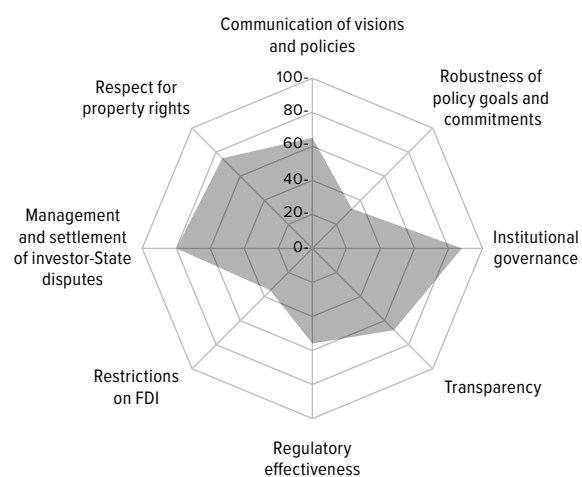 Communication of visions
and policies
Robustness of
policy goals and
commitments
Institutional
governance
Transparency
Regulatory
effectiveness
Restrictions
on FDI
Management
and settlement
of investor-State
disputes
Respect for
property rights
100-
80-
60-
40-
20-
0-